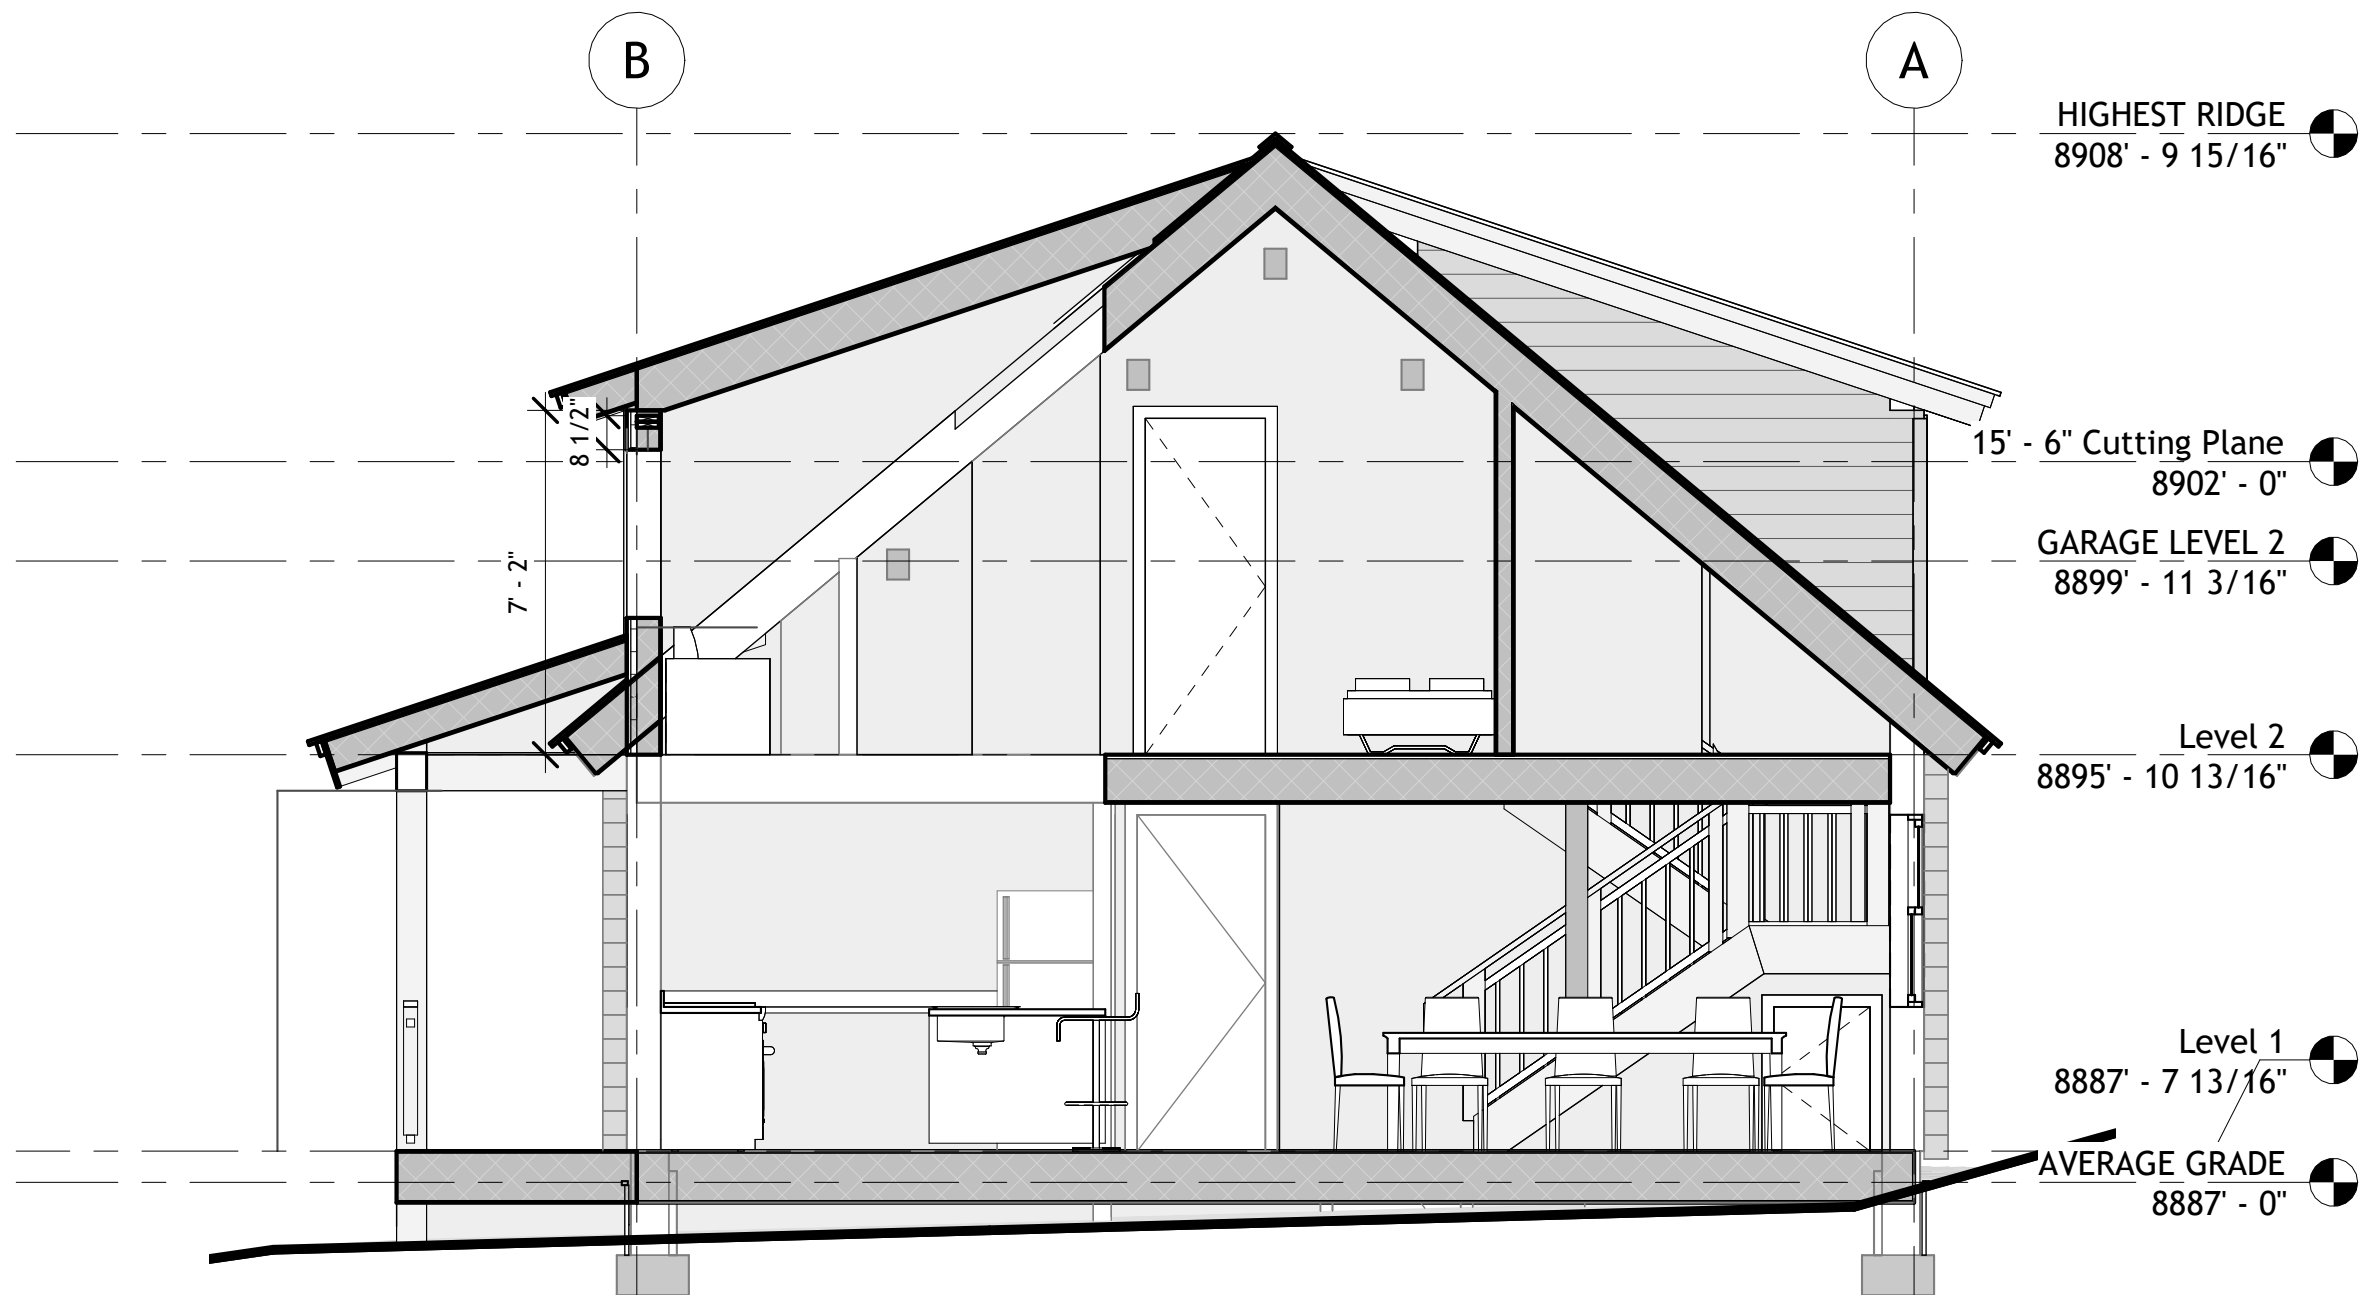 B
A
HIGHEST RIDGE
8908' - 9 15/16"
15' - 6" Cutting Plane
8902' - 0"
8 1/2"
GARAGE LEVEL 2
8899' - 11 3/16"
7' - 2"
Level 2
8895' - 10 13/16"
Level 1
8887' - 7 13/16"
AVERAGE GRADE
8887' - 0"